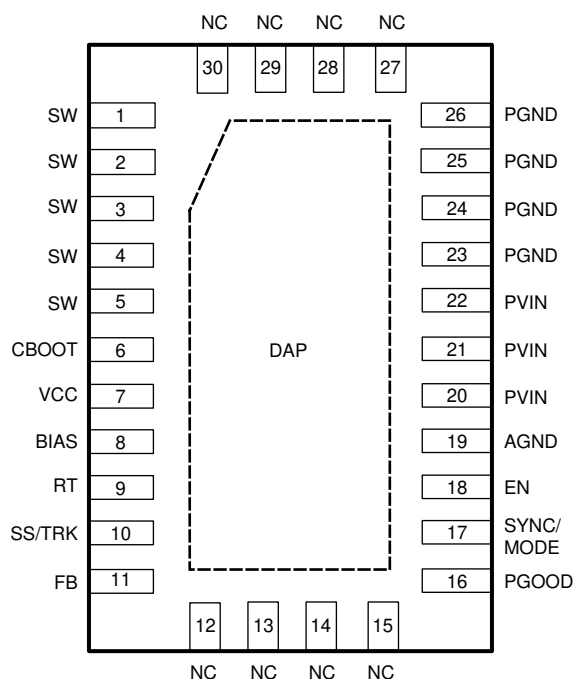 NC NC NC NC
30 29 28 27
SW 1 26 PGND
SW 2 25 PGND
SW 3 24 PGND
SW 4 23 PGND
SW 5 22 PVIN
CBOOT 6 DAP 21 PVIN
VCC 7 20 PVIN
BIAS 8 19 AGND
RT 9 18 EN
SS/TRK 10 17 SYNC/
MODE
FB 11 16 PGOOD
12 13 14 15
NC NC NC NC